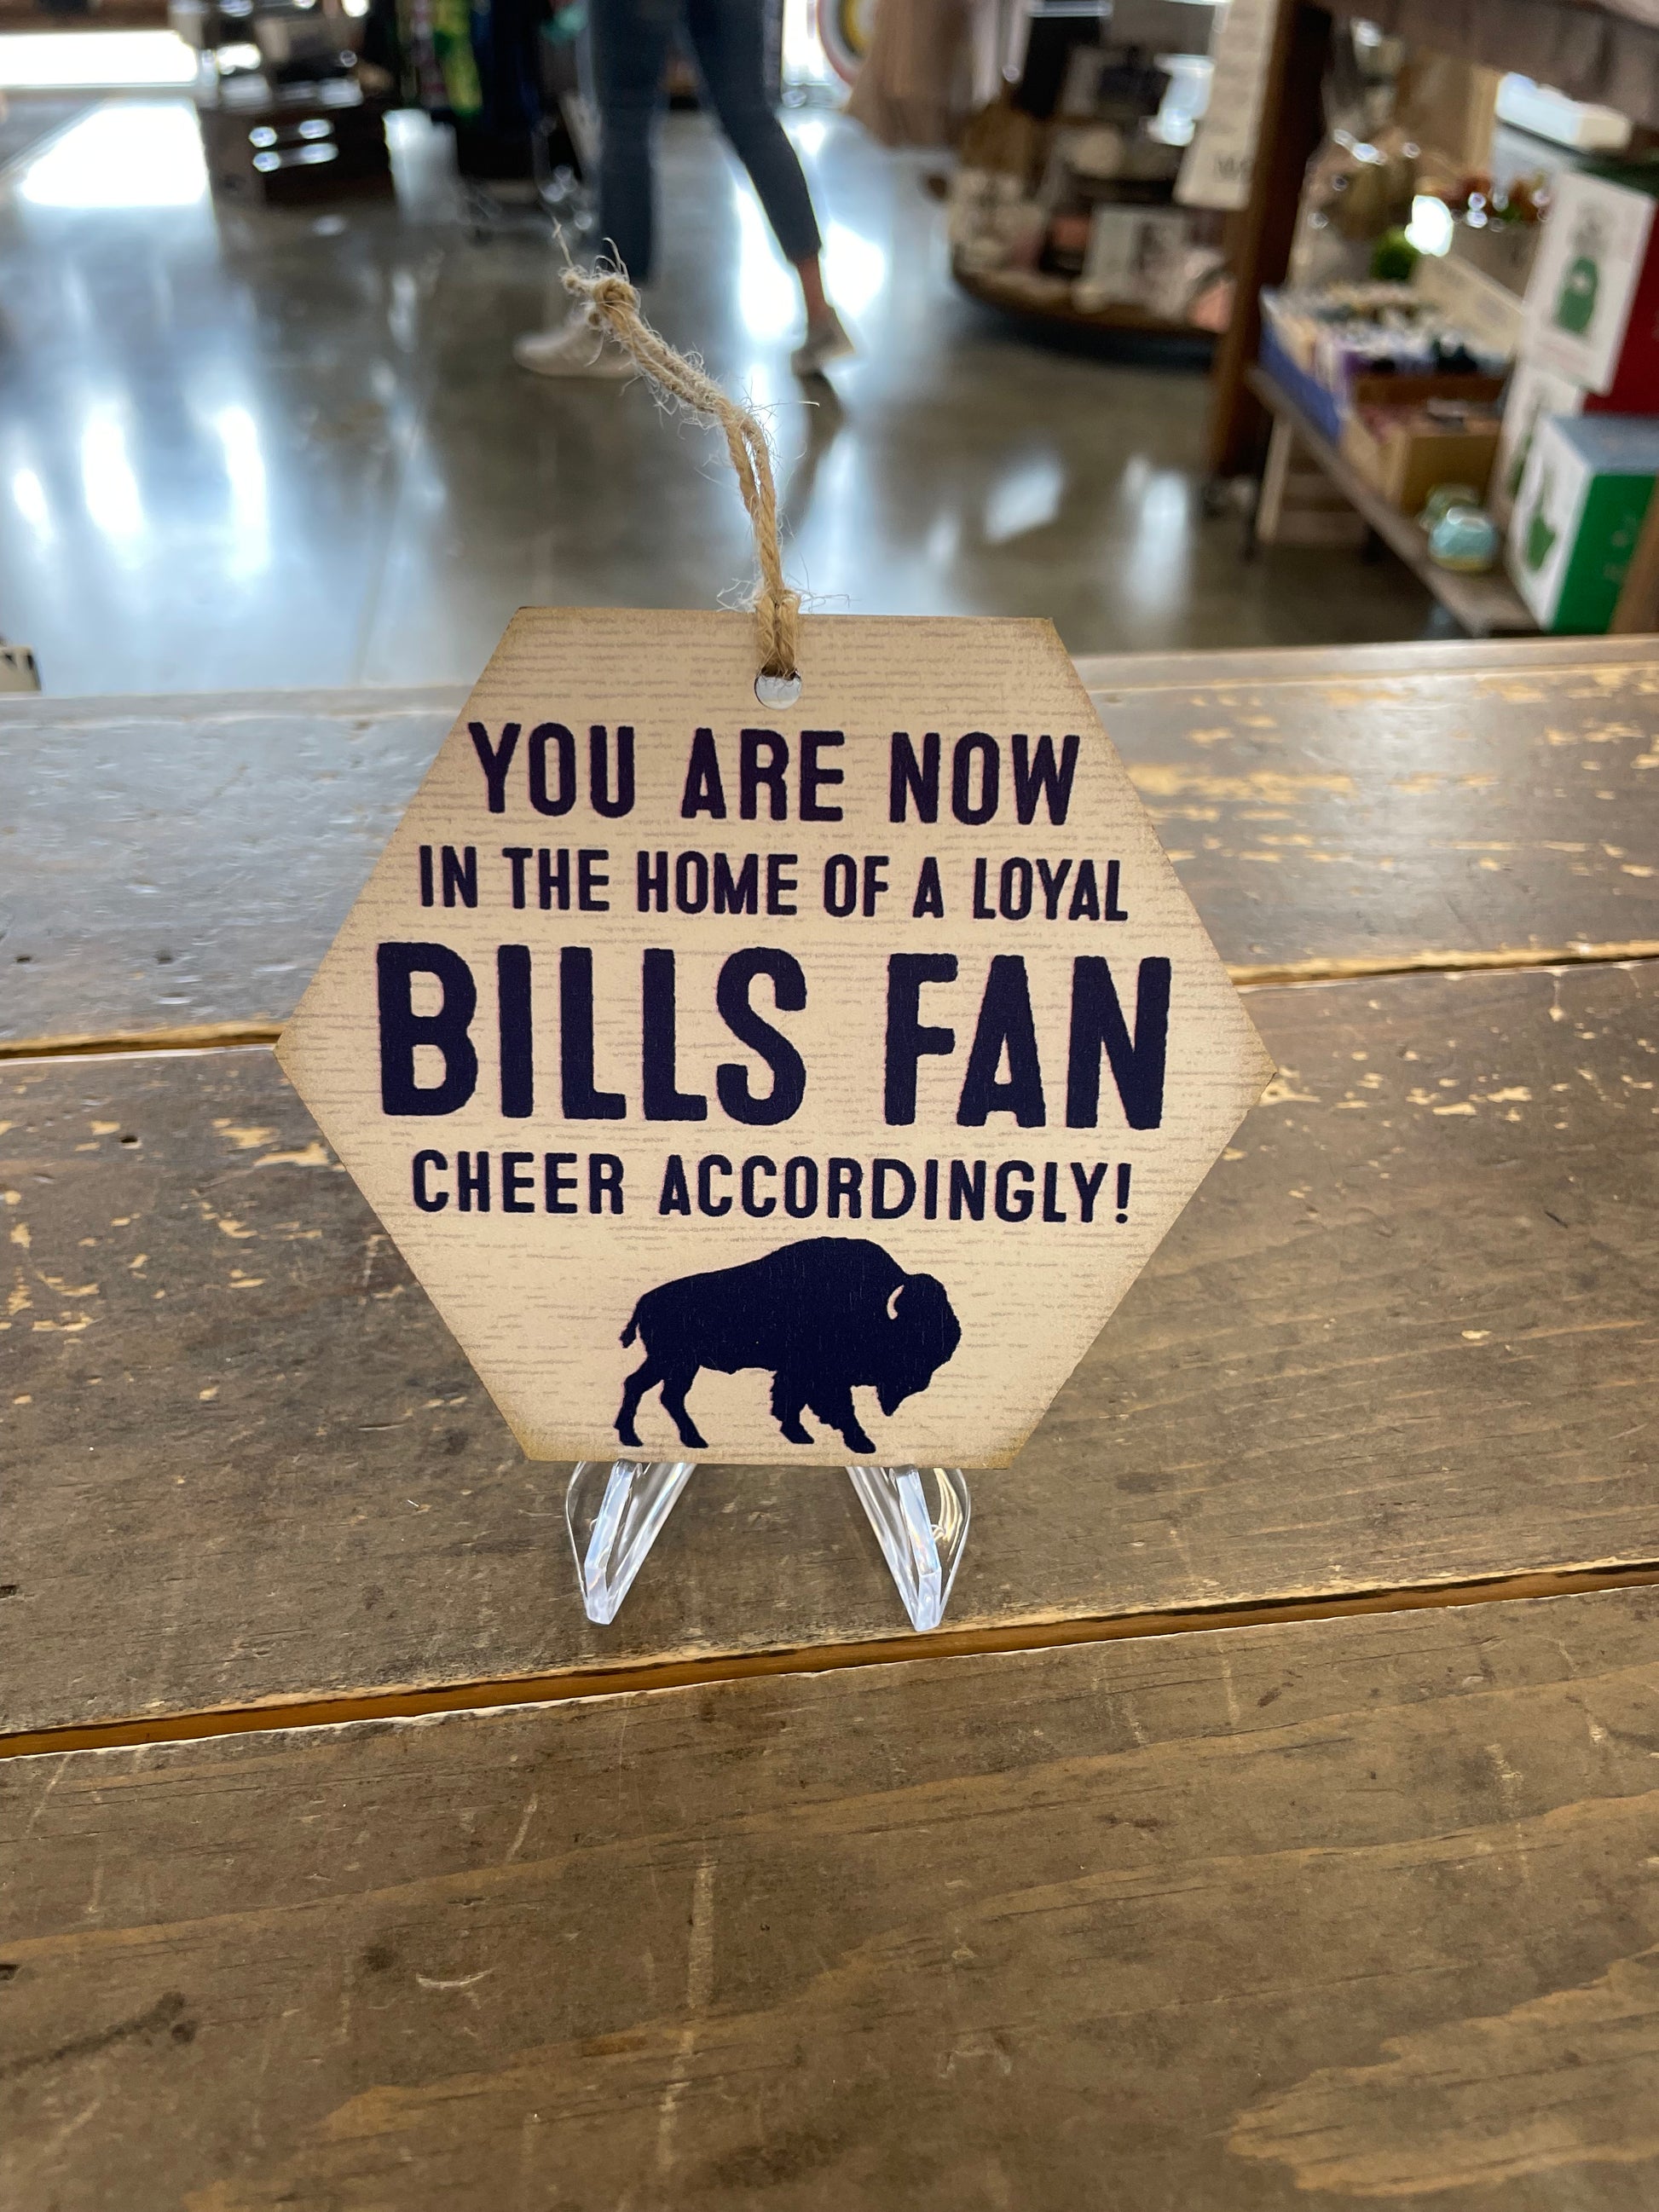 YOU ARE NOW
IN THE HOME OF A LOYAL
BILLS FAN
CHEER ACCORDINGLY!